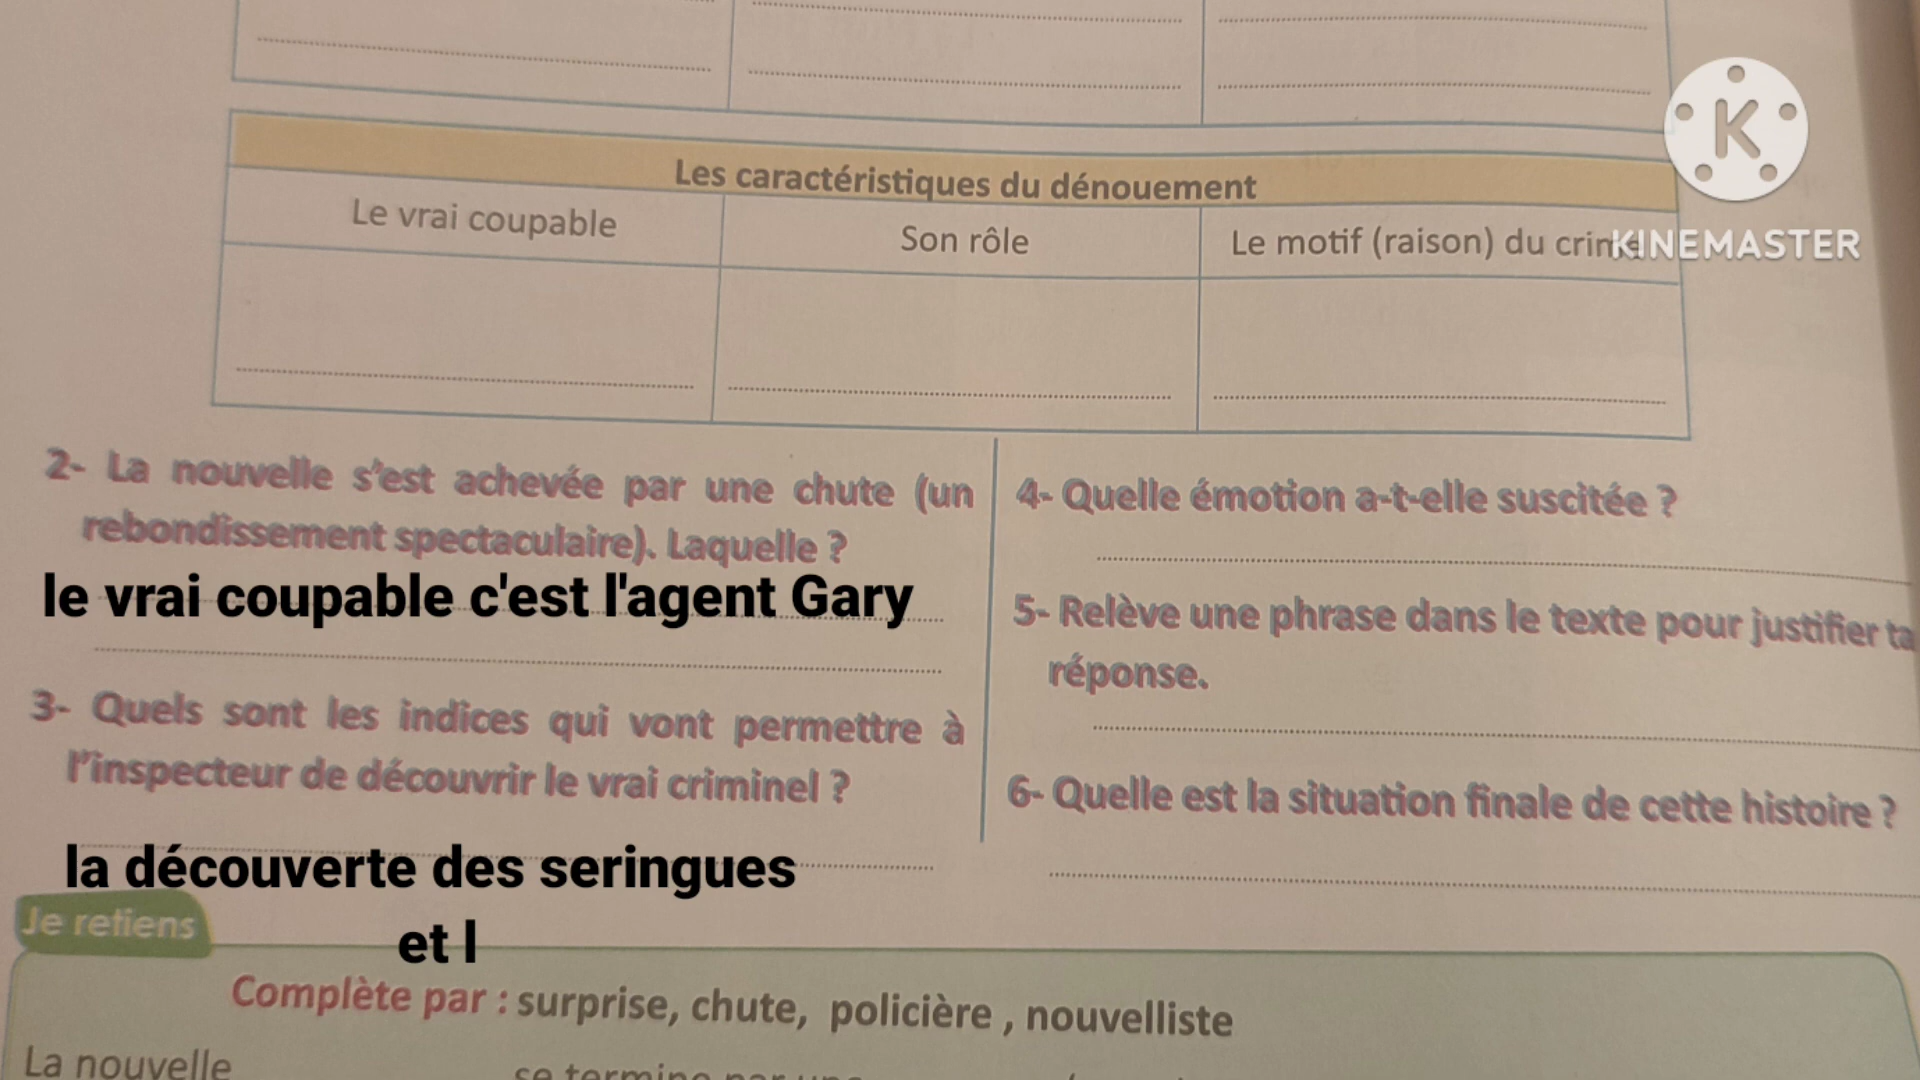 Les caractéristiques du dénouement
Le vrai coupable
Son rôle
Le motif (raison) du crime
K
KINEMASTER
2- La nouvelle s'est achevée par une chute (un
rebondissement spectaculaire). Laquelle ?
le vrai coupable c'est l'agent Gary
3- Quels sont les indices qui vont permettre à
l'inspecteur de découvrir le vrai criminel ?
la découverte des seringues
et l
4- Quelle émotion a-t-elle suscitée ?
5- Relève une phrase dans le texte pour justifier ta
réponse.
6- Quelle est la situation finale de cette histoire ?
Je retiens
Complète par : surprise, chute, policière , nouvelliste
La nouvelle se termine par une